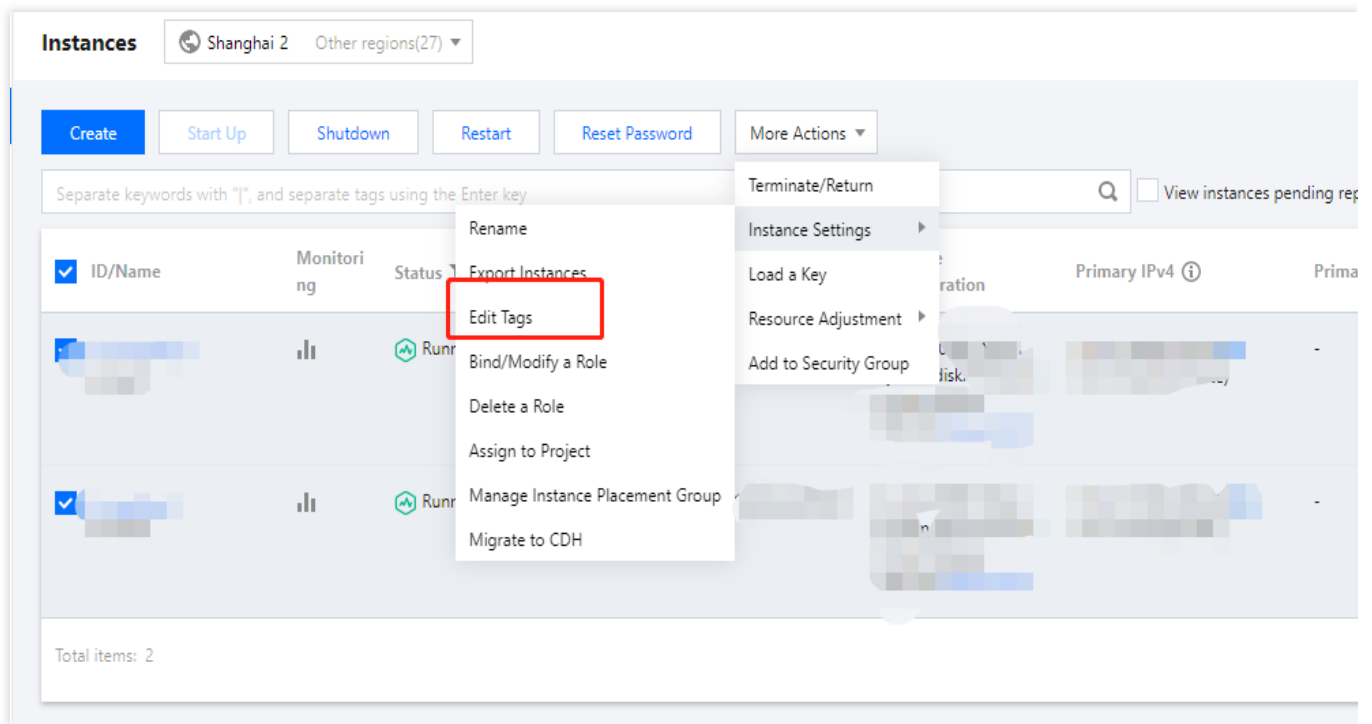 Instances
Shanghai 2 Other regions(27)
Create Start Up Shutdown Restart Reset Password More Actions
Separate keywords with "|", and separate tags using the Enter key
View instances pending rep
Terminate/Return
Instance Settings
Load a Key
Resource Adjustment
Add to Security Group
Rename
Export Instances
Edit Tags
Bind/Modify a Role
Delete a Role
Assign to Project
Manage Instance Placement Group
Migrate to CDH
ID/Name
Monitori
ng
Status
ration
Primary IPv4
Prima
Runr
disk.
-
Runr
-
Total items: 2